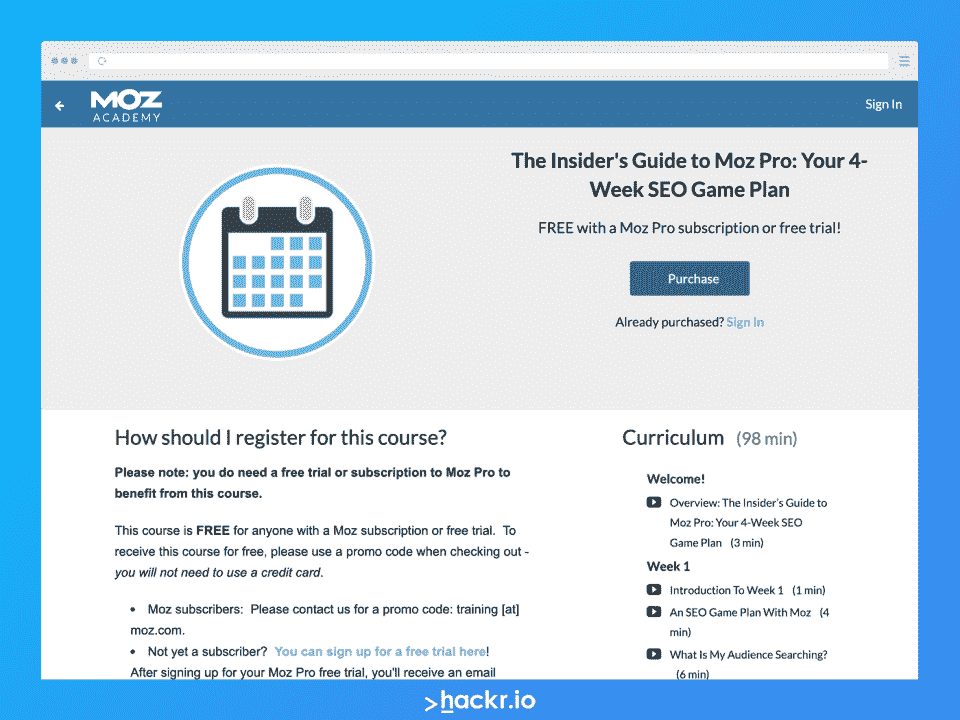 MOZ
ACADEMY
Sign In
The Insider's Guide to Moz Pro: Your 4-
Week SEO Game Plan
FREE with a Moz Pro subscription or free trial!
Purchase
Already purchased? Sign In
How should I register for this course?
Please note: you do need a free trial or subscription to Moz Pro to
benefit from this course.
This course is FREE for anyone with a Moz subscription or free trial. To
receive this course for free, please use a promo code when checking out -
you will not need to use a credit card.
• Moz subscribers: Please contact us for a promo code: training [at]
moz.com.
• Not yet a subscriber? You can sign up for a free trial here!
After signing up for your Moz Pro free trial, you'll receive an email
Curriculum (98 min)
Welcome!
Overview: The Insider's Guide to
Moz Pro: Your 4-Week SEO
Game Plan (3 min)
Week 1
Introduction To Week 1 (1 min)
An SEO Game Plan With Moz (4
min)
What Is My Audience Searching?
(6 min)
>hackr.io